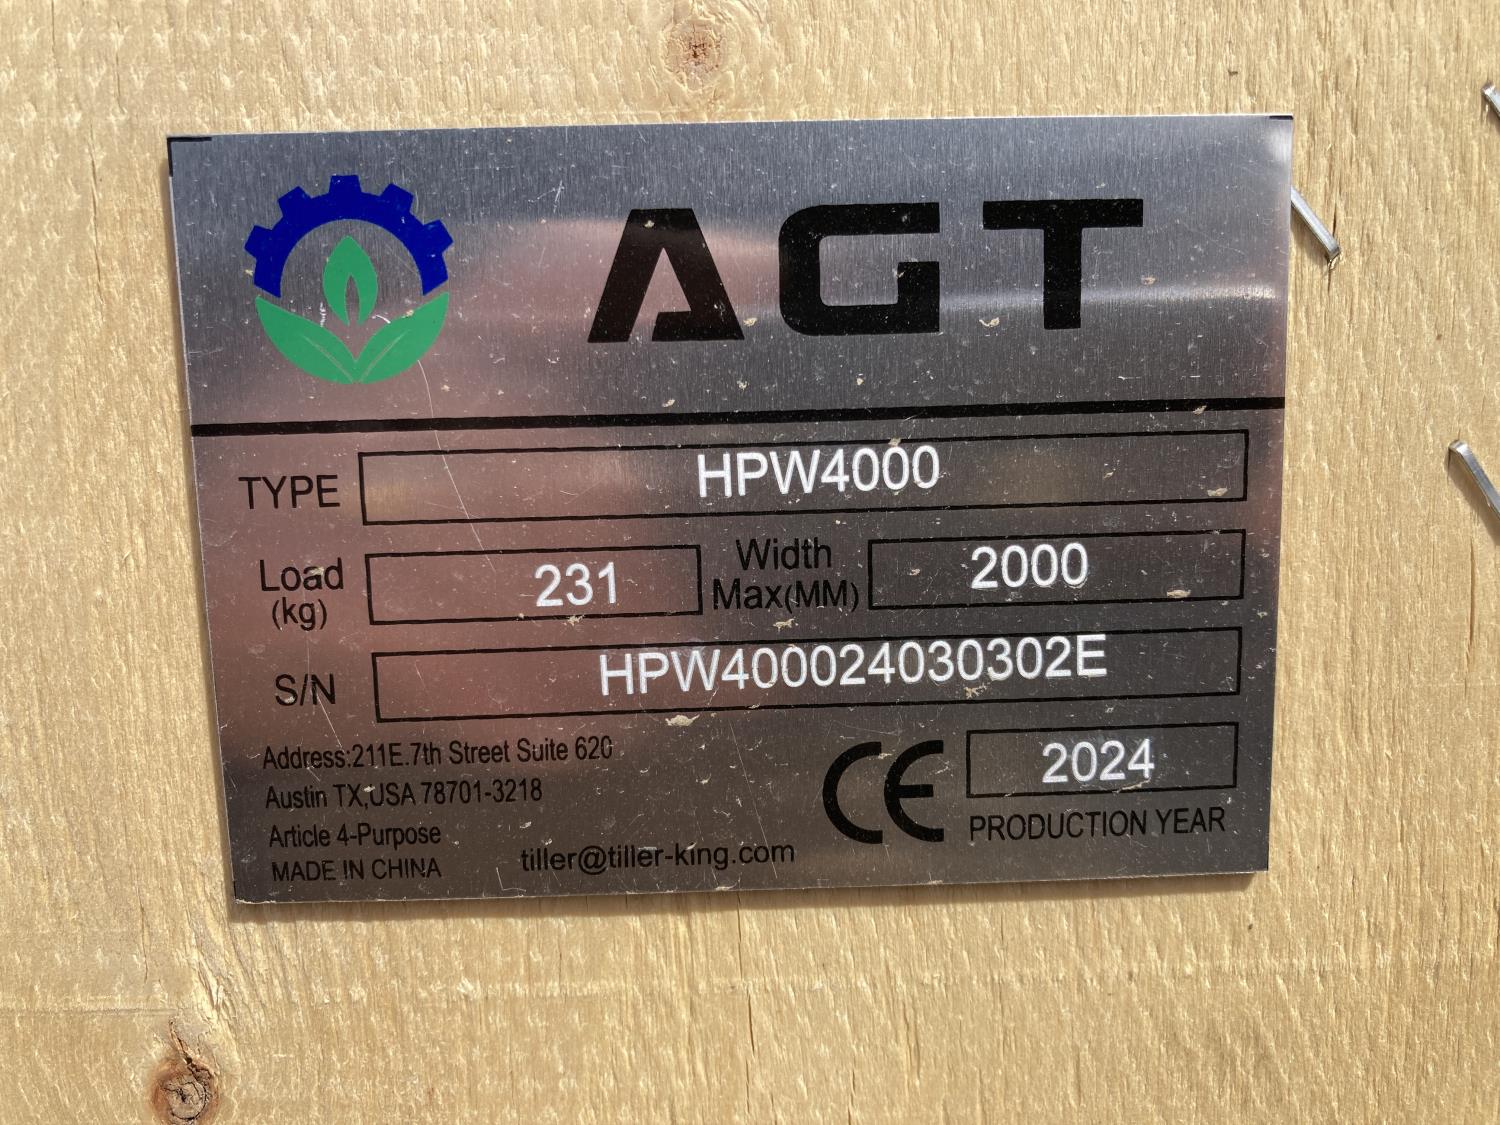 AGT
TYPE HPW4000
Load (kg) 231 Width Max(MM) 2000
S/N HPW400024030302E
Address:211E.7th Street Suite 620
Austin TX,USA 78701-3218
Article 4-Purpose
MADE IN CHINA
tiller@tiller-king.com
CE 2024
PRODUCTION YEAR